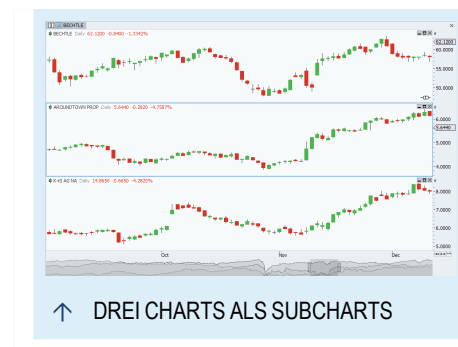 BECHTLE
BECHTLE Daily 62.1200 -0.8400 -1.3342%
62.1200
60.0000
55.0000
50.0000
AROUNDTOWN PROP Daily 5.6440 -0.2820 -4.7587%
6.0000
5.6440
5.0000
4.0000
K+S AG NA Daily 14.8650 -0.6650 -4.2820%
8.0000
7.0000
6.0000
5.0000
Oct Nov Dec
DREI CHARTS ALS SUBCHARTS